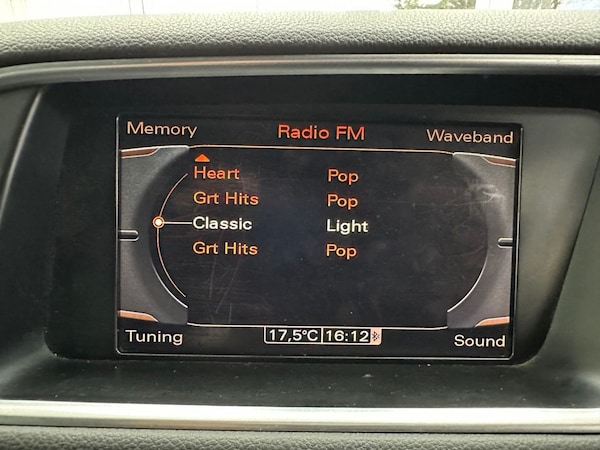 Memory Radio FM Waveband
Heart Pop
Grt Hits Pop
Classic Light
Grt Hits Pop
Tuning 17,5°C 16:12 Sound